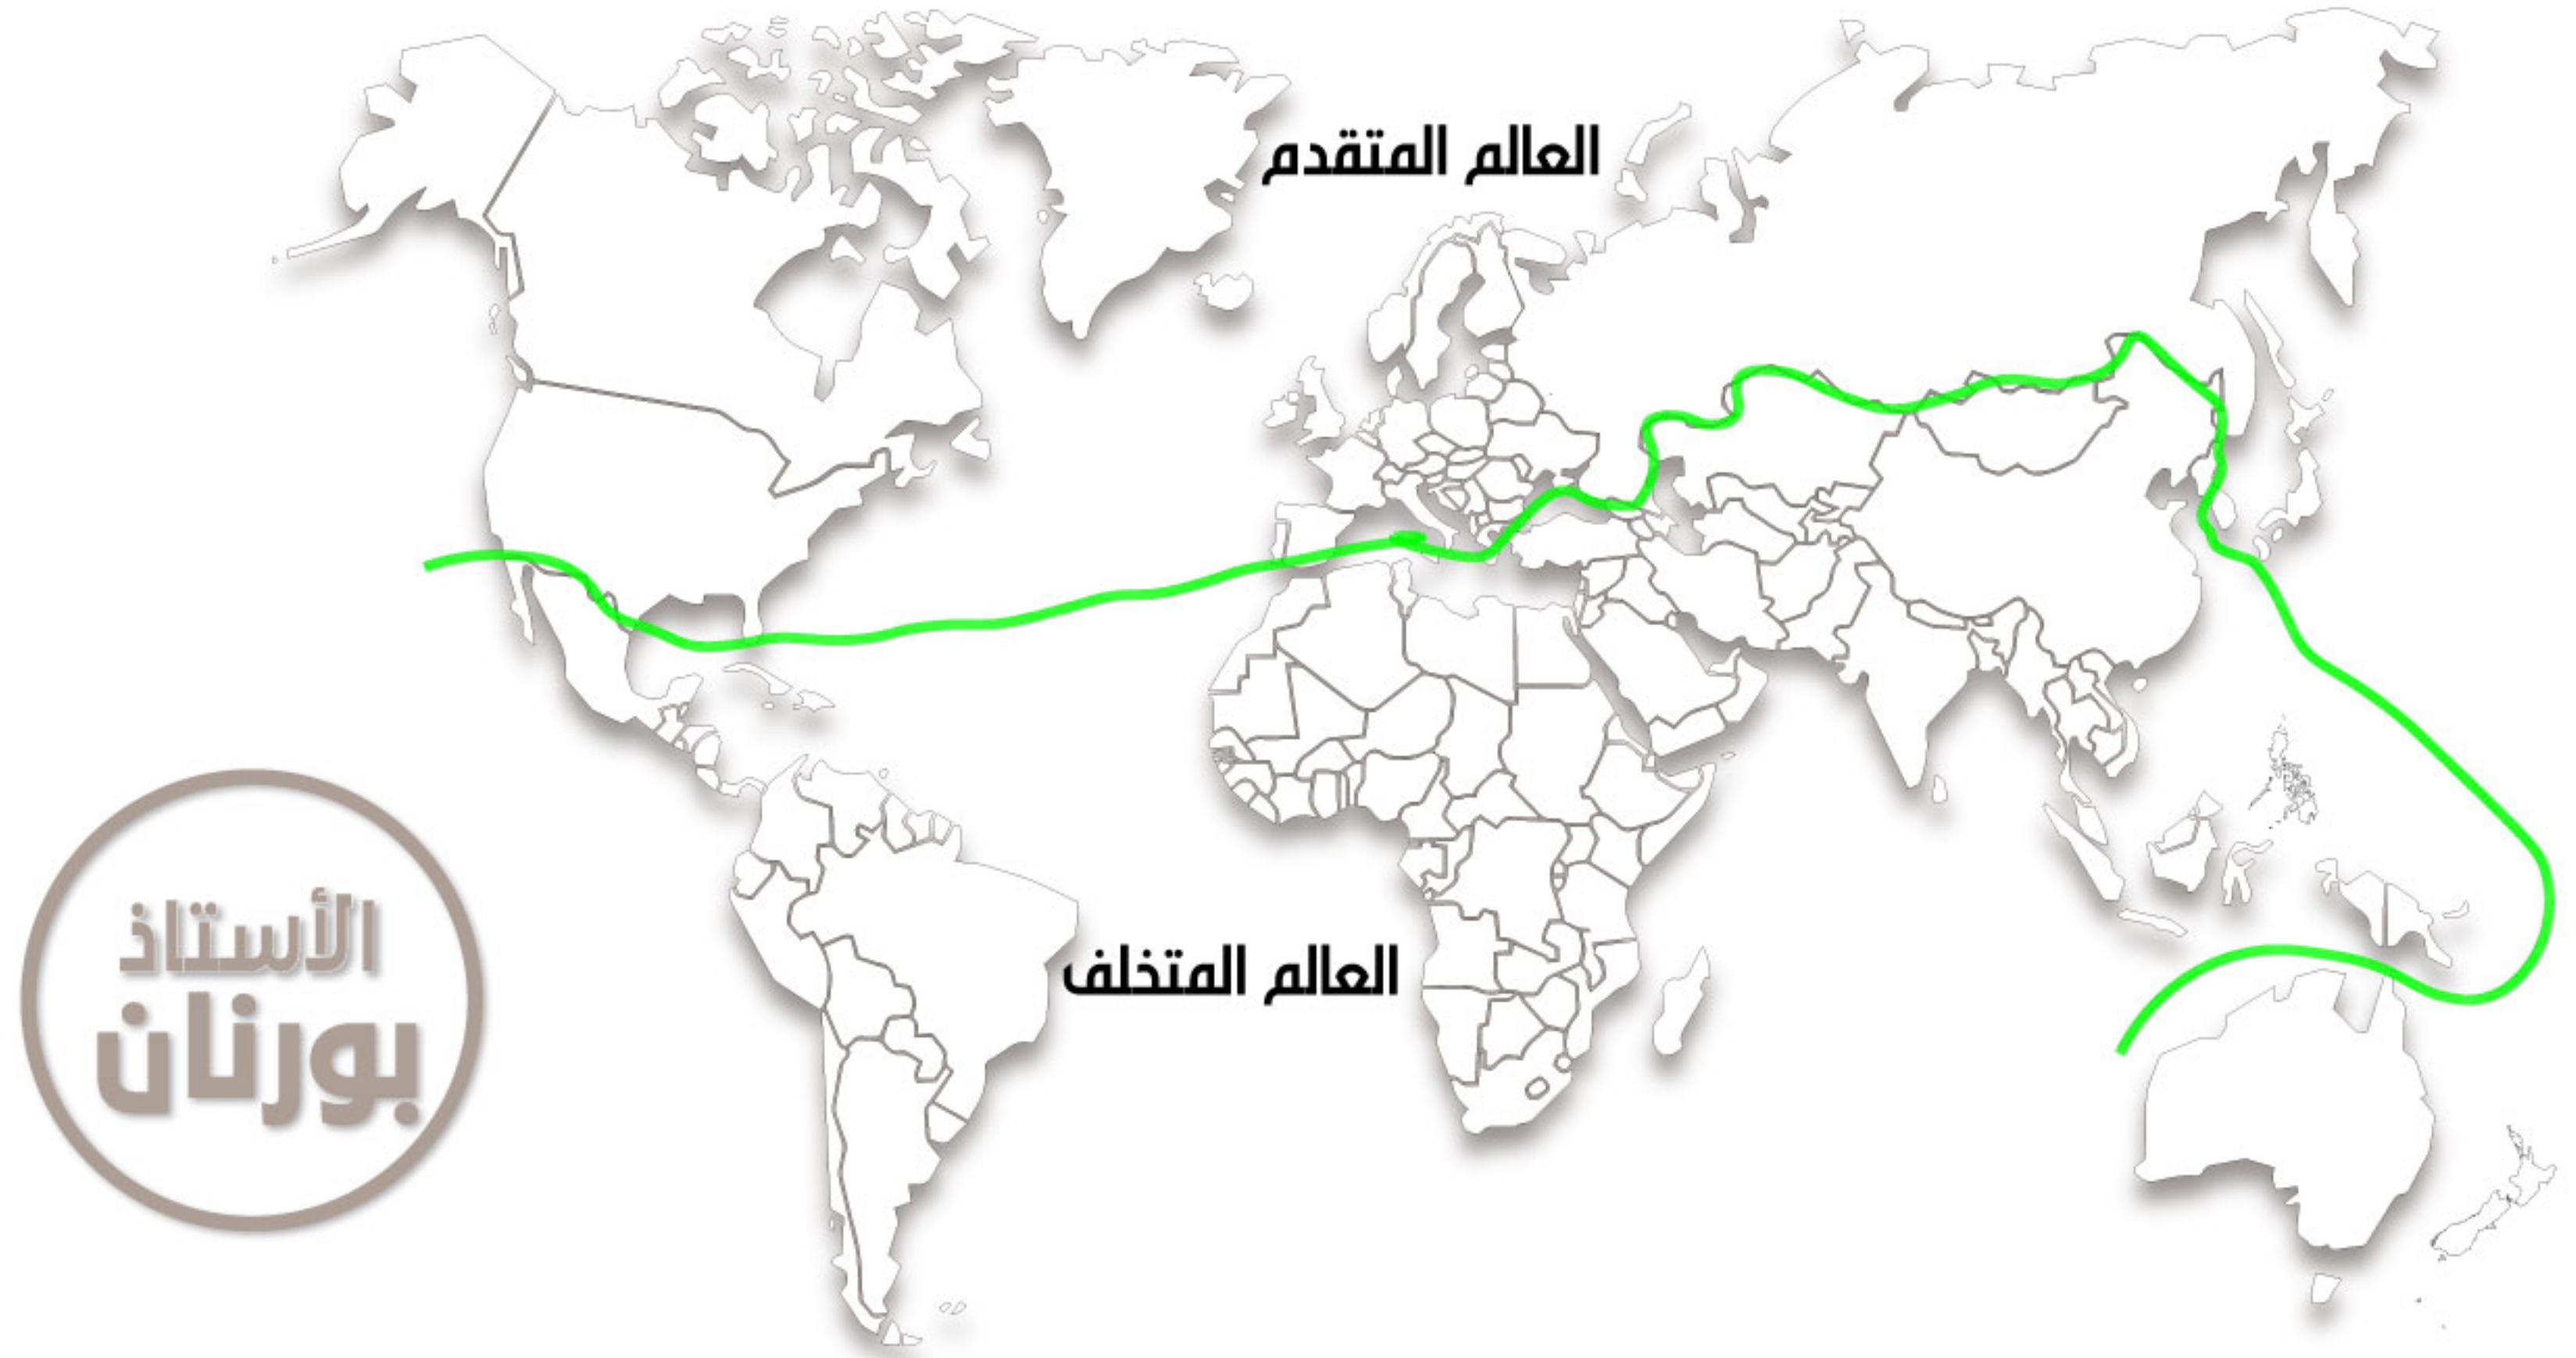 العالم المتقدم
العالم المتخلف
الأستاذ
بورنان